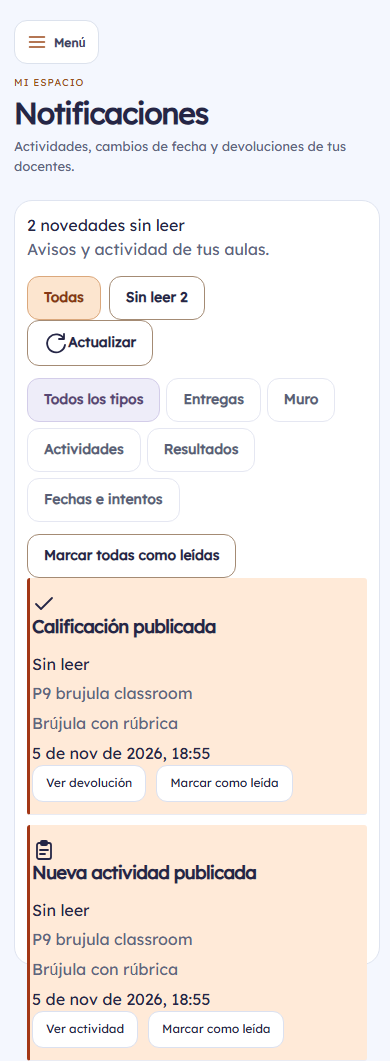 Menú
MI ESPACIO
Notificaciones
Actividades, cambios de fecha y devoluciones de tus
docentes.
2 novedades sin leer
Avisos y actividad de tus aulas.
Todas
Sin leer 2
Actualizar
Todos los tipos
Entregas
Muro
Actividades
Resultados
Fechas e intentos
Marcar todas como leídas
Calificación publicada
Sin leer
P9 brujula classroom
Brújula con rúbrica
5 de nov de 2026, 18:55
Ver devolución
Marcar como leída
Nueva actividad publicada
Sin leer
P9 brujula classroom
Brújula con rúbrica
5 de nov de 2026, 18:55
Ver actividad
Marcar como leída